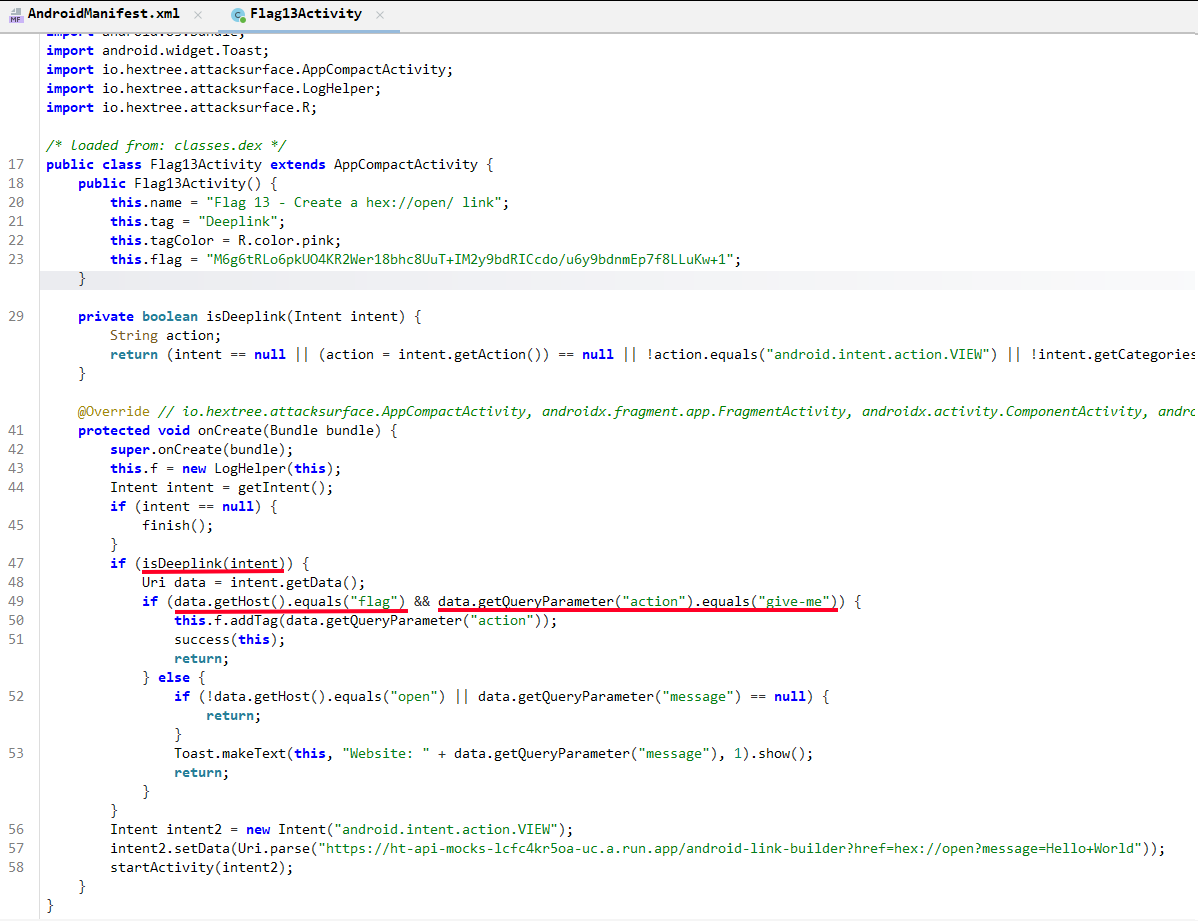 AndroidManifest.xml × Flag13Activity ×
import android.os.Bundle;
import android.widget.Toast;
import io.hextree.attacksurface.AppCompactActivity;
import io.hextree.attacksurface.LogHelper;
import io.hextree.attacksurface.R;
/* loaded from: classes.dex */
17 public class Flag13Activity extends AppCompactActivity {
18 public Flag13Activity() {
20 this.name = "Flag 13 - Create a hex://open/ link";
21 this.tag = "Deeplink";
22 this.tagColor = R.color.pink;
23 this.flag = "M6g6tRLo6pkUO4KR2Wer18bhc8UuT+IM2y9bdRICcdo/u6y9bdnmEp7f8LLuKw+1";
}
29 private boolean isDeeplink(Intent intent) {
String action;
return (intent == null || (action = intent.getAction()) == null || !action.equals("android.intent.action.VIEW") || !intent.getCategories
}
@Override // io.hextree.attacksurface.AppCompactActivity, androidx.fragment.app.FragmentActivity, androidx.activity.ComponentActivity, andro
41 protected void onCreate(Bundle bundle) {
42 super.onCreate(bundle);
43 this.f = new LogHelper(this);
44 Intent intent = getIntent();
if (intent == null) {
45 finish();
}
47 if (isDeeplink(intent)) {
48 Uri data = intent.getData();
49 if (data.getHost().equals("flag") && data.getQueryParameter("action").equals("give-me")) {
50 this.f.addTag(data.getQueryParameter("action"));
51 success(this);
return;
} else {
52 if (!data.getHost().equals("open") || data.getQueryParameter("message") == null) {
return;
}
53 Toast.makeText(this, "Website: " + data.getQueryParameter("message"), 1).show();
return;
}
}
56 Intent intent2 = new Intent("android.intent.action.VIEW");
57 intent2.setData(Uri.parse("https://ht-api-mocks-lcfc4kr5oa-uc.a.run.app/android-link-builder?href=hex://open?message=Hello+World"));
58 startActivity(intent2);
}
}